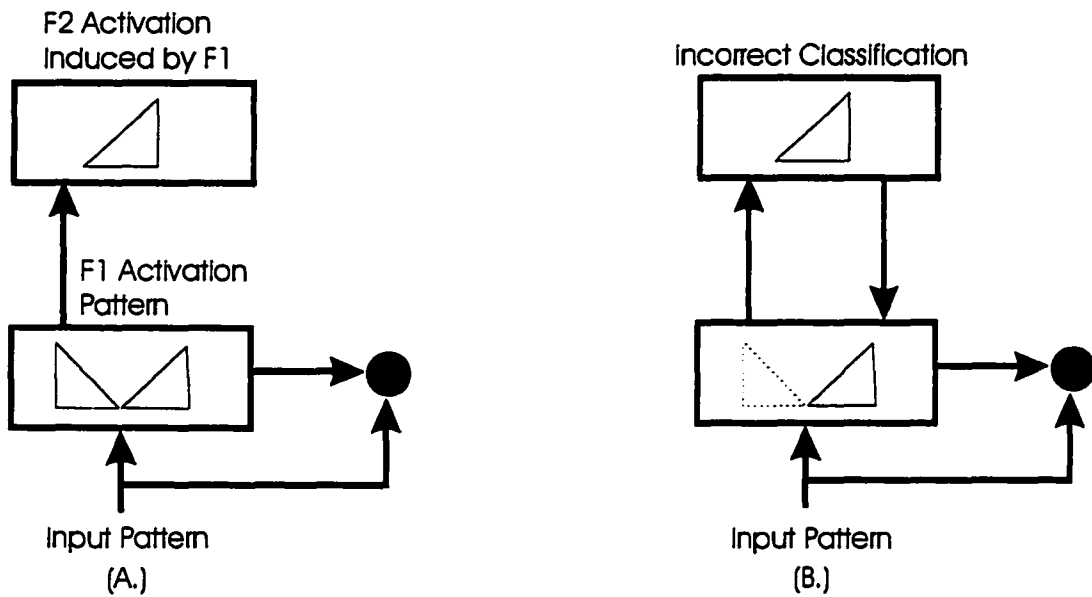 F2 Activation
Induced by F1
F1 Activation
Pattern
Input Pattern
(A.)
Incorrect Classification
Input Pattern
(B.)